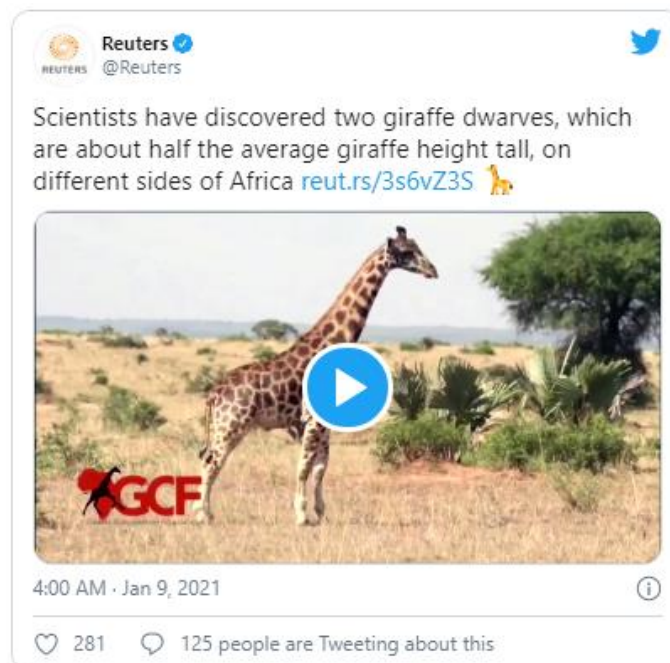 Reuters
REUTERS
@Reuters
Scientists have discovered two giraffe dwarves, which
are about half the average giraffe height tall, on
different sides of Africa reut.rs/3s6vZ3S 🦒
GCF
4:00 AM · Jan 9, 2021
281 125 people are Tweeting about this